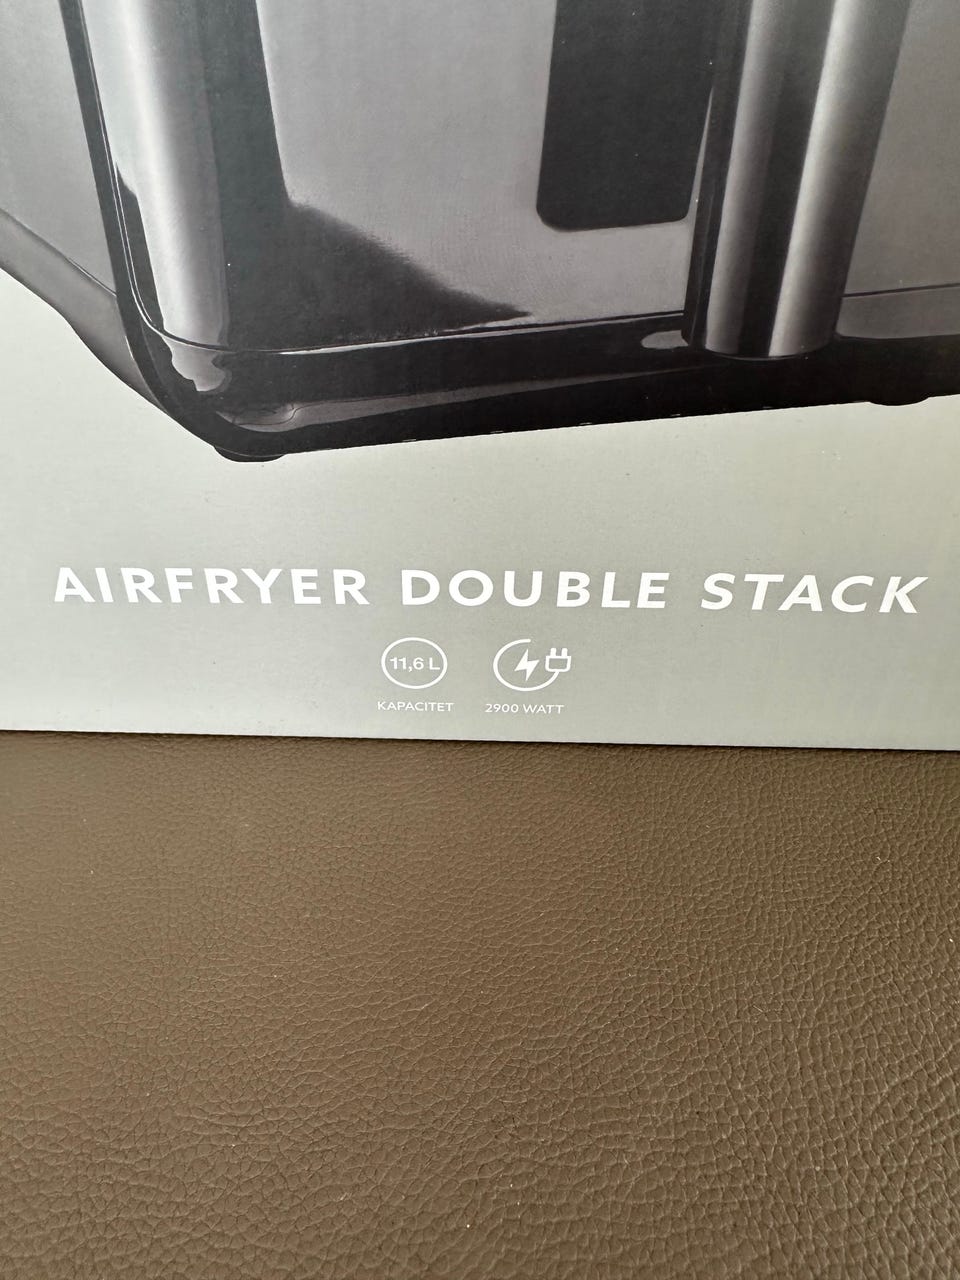 AIRFRYER DOUBLE STACK
11,6 L
KAPACITET
2900 WATT